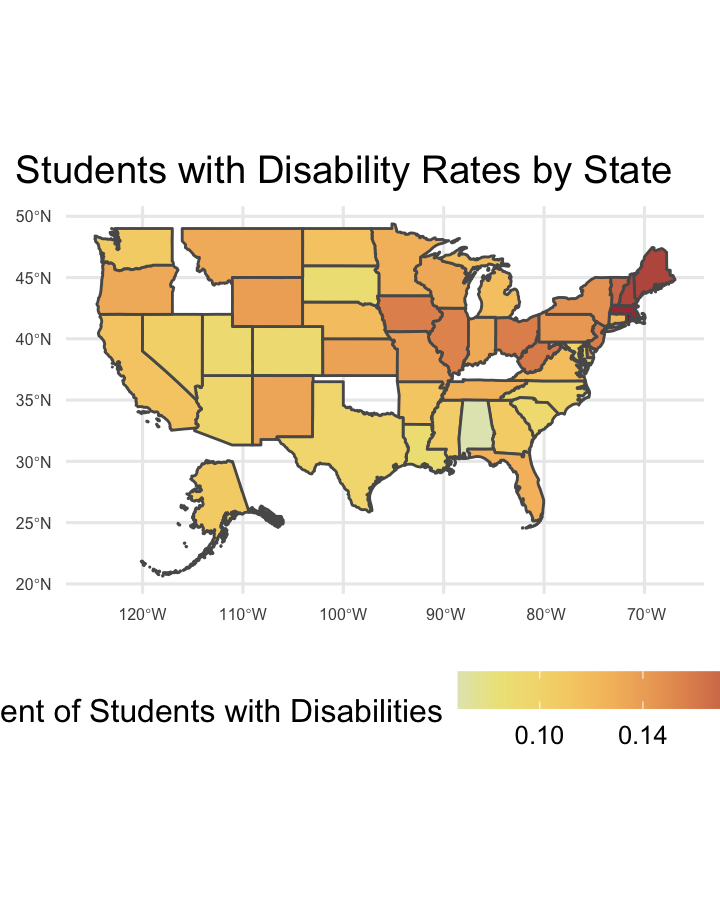 Students with Disability Rates by State
50°N
45°N
40°N
35°N
30°N
25°N
20°N
120°W 110°W 100°W 90°W 80°W 70°W
ent of Students with Disabilities
0.10 0.14